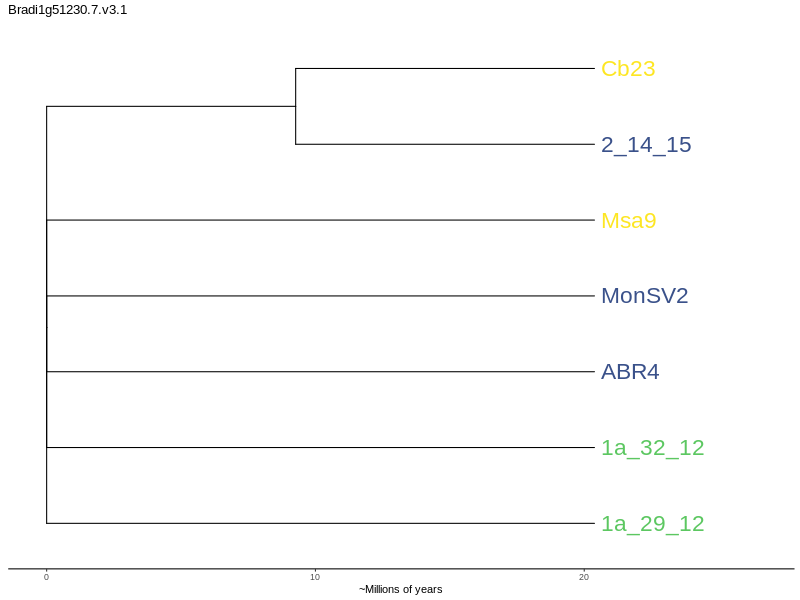 Bradi1g51230.7.v3.1
Cb23
2_14_15
Msa9
MonSV2
ABR4
1a_32_12
1a_29_12
0 10 20
~Millions of years